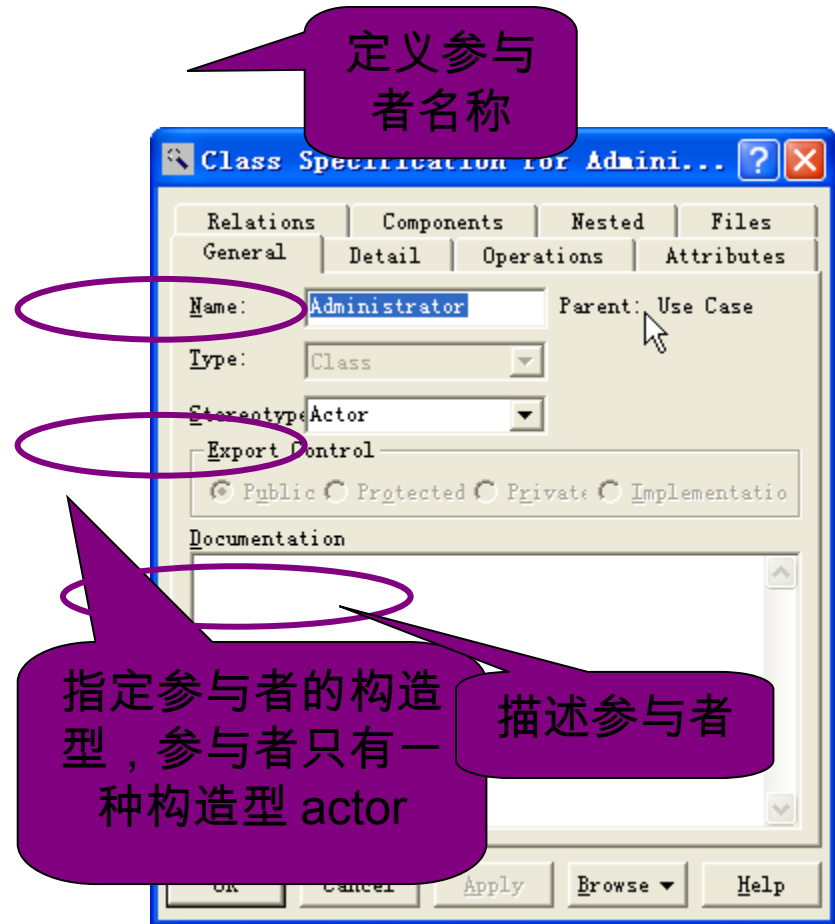 定义参与
者名称
Class Specification for Admini...
Relations Components Nested Files
General Detail Operations Attributes
Name: Administrator Parent: Use Case
Type: Class
Stereotype Actor
Export Control
Public Protected Private Implementatio
Documentation
指定参与者的构造
型，参与者只有一
种构造型 actor
描述参与者
OK Cancel Apply Browse Help